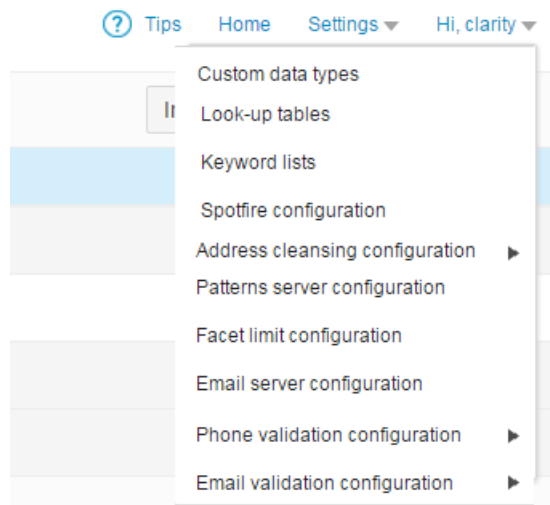 ? Tips Home Settings Hi, clarity
Custom data types
Look-up tables
Keyword lists
Spotfire configuration
Address cleansing configuration
Patterns server configuration
Facet limit configuration
Email server configuration
Phone validation configuration
Email validation configuration